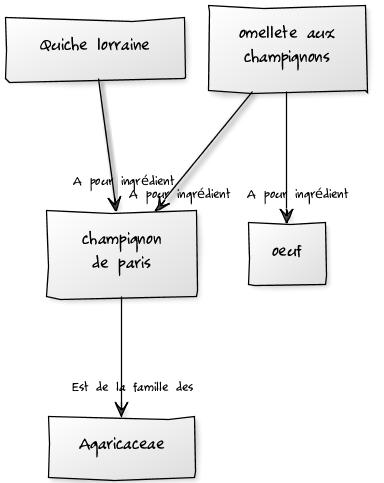 Quiche lorraine
omellete aux
champignons
A pour ingrédient
A pour ingrédient
A pour ingrédient
champignon
de paris
oeuf
Est de la famille des
Agaricaceae